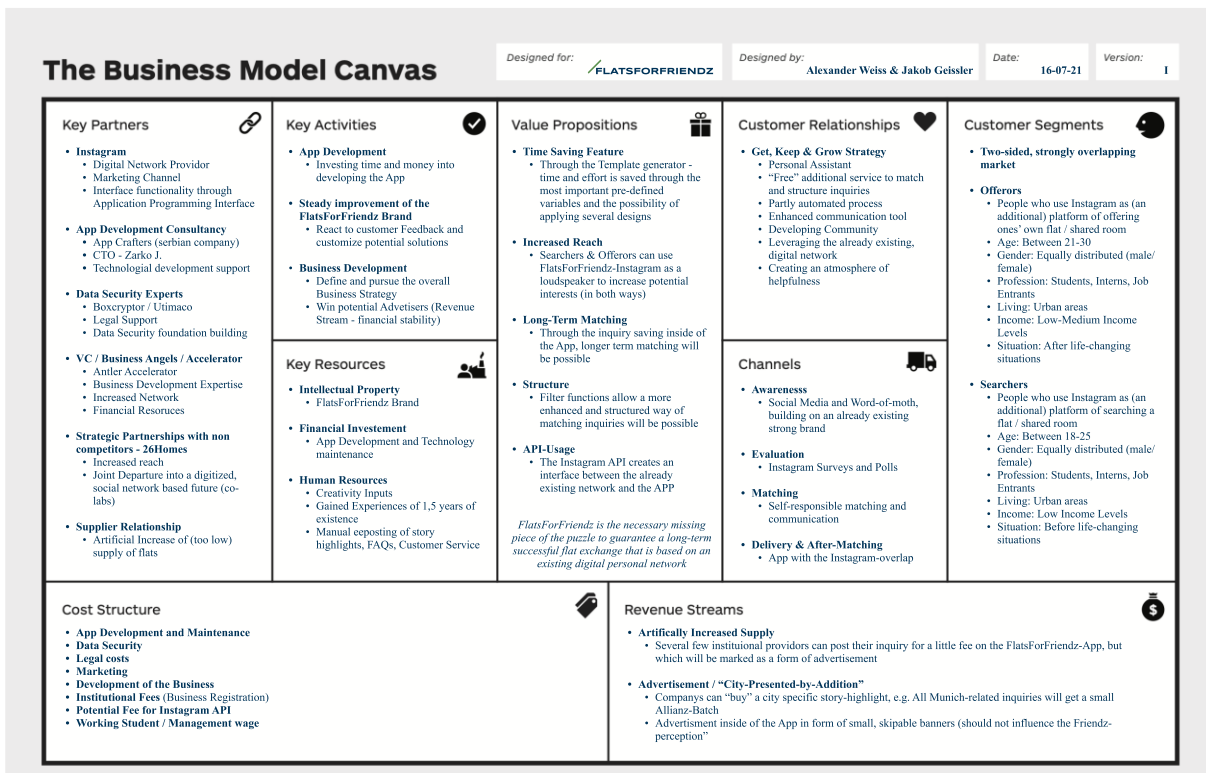 The Business Model Canvas
Designed for:
FLATSFORFRIENDZ
Designed by:
Alexander Weiss & Jakob Geissler
Date:
16-07-21
Version:
I
Key Partners
• Instagram
• Digital Network Provider
• Marketing Channel
• Interface functionality through
Application Programming Interface
• App Development Consultancy
• App Crafters (serbian company)
• CTO - Zarko J.
• Technologial development support
• Data Security Experts
• Boxcryptor / Utimaco
• Legal Support
• Data Security foundation building
• VC / Business Angels / Accelerator
• Antler Accelerator
• Business Development Expertise
• Increased Network
• Financial Resoruces
• Strategic Partnerships with non
competitors - 26Homes
• Increased reach
• Joint Departure into a digitized,
social network based future (co-
labs)
• Supplier Relationship
• Artificial Increase of (too low)
supply of flats
Key Activities
• App Development
• Investing time and money into
developing the App
• Steady improvement of the
FlatsForFriendz Brand
• React to customer Feedback and
customize potential solutions
• Business Development
• Define and pursue the overall
Business Strategy
• Win potential Advetisers (Revenue
Stream - financial stability)
Key Resources
• Intellectual Property
• FlatsForFriendz Brand
• Financial Investement
• App Development and Technology
maintenance
• Human Resources
• Creativity Inputs
• Gained Experiences of 1,5 years of
existence
• Manual eeposting of story
highlights, FAQs, Customer Service
Value Propositions
• Time Saving Feature
• Through the Template generator -
time and effort is saved through the
most important pre-defined
variables and the possibility of
applying several designs
• Increased Reach
• Searchers & Offerors can use
FlatsForFriendz-Instagram as a
loudspeaker to increase potential
interests (in both ways)
• Long-Term Matching
• Through the inquiry saving inside of
the App, longer term matching will
be possible
• Structure
• Filter functions allow a more
enhanced and structured way of
matching inquiries will be possible
• API-Usage
• The Instagram API creates an
interface between the already
existing network and the APP
FlatsForFriendz is the necessary missing
piece of the puzzle to guarantee a long-term
successful flat exchange that is based on an
existing digital personal network
Customer Relationships
• Get, Keep & Grow Strategy
• Personal Assistant
• “Free” additional service to match
and structure inquiries
• Partly automated process
• Enhanced communication tool
• Developing Community
• Leveraging the already existing,
digital network
• Creating an atmosphere of
helpfulness
Channels
• Awarenesss
• Social Media and Word-of-moth,
building on an already existing
strong brand
• Evaluation
• Instagram Surveys and Polls
• Matching
• Self-responsible matching and
communication
• Delivery & After-Matching
• App with the Instagram-overlap
Customer Segments
• Two-sided, strongly overlapping
market
• Offerors
• People who use Instagram as (an
additional) platform of offering
ones’ own flat / shared room
• Age: Between 21-30
• Gender: Equally distributed (male/
female)
• Profession: Students, Interns, Job
Entrants
• Living: Urban areas
• Income: Low-Medium Income
Levels
• Situation: After life-changing
situations
• Searchers
• People who use Instagram as (an
additional) platform of searching a
flat / shared room
• Age: Between 18-25
• Gender: Equally distributed (male/
female)
• Profession: Students, Interns, Job
Entrants
• Living: Urban areas
• Income: Low Income Levels
• Situation: Before life-changing
situations
Cost Structure
• App Development and Maintenance
• Data Security
• Legal costs
• Marketing
• Development of the Business
• Institutional Fees (Business Registration)
• Potential Fee for Instagram API
• Working Student / Management wage
Revenue Streams
• Artifically Increased Supply
• Several few instituional providors can post their inquiry for a little fee on the FlatsForFriendz-App, but
which will be marked as a form of advertisement
• Advertisement / “City-Presented-by-Addition”
• Companys can “buy” a city specific story-highlight, e.g. All Munich-related inquiries will get a small
Allianz-Batch
• Advertisment inside of the App in form of small, skipable banners (should not influence the Friendz-
perception”